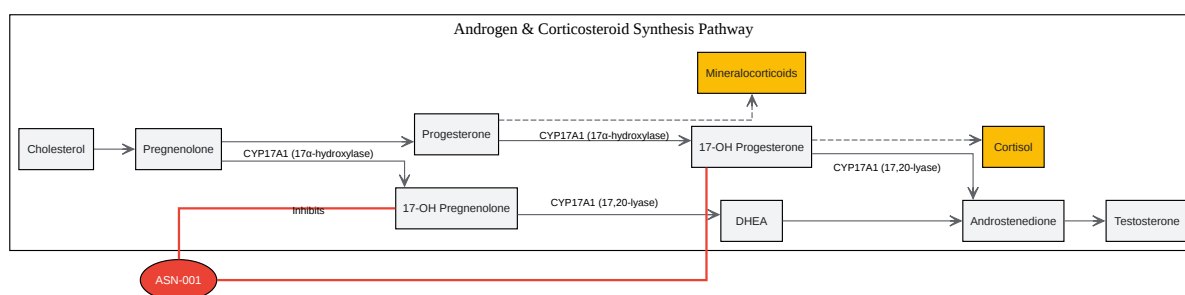 Androgen & Corticosteroid Synthesis Pathway
Mineralocorticoids
Cholesterol
Pregnenolone
Progesterone
CYP17A1 (17α-hydroxylase)
CYP17A1 (17α-hydroxylase)
17-OH Progesterone
Cortisol
CYP17A1 (17,20-lyase)
Inhibits
17-OH Pregnenolone
CYP17A1 (17,20-lyase)
DHEA
Androstenedione
Testosterone
ASN-001